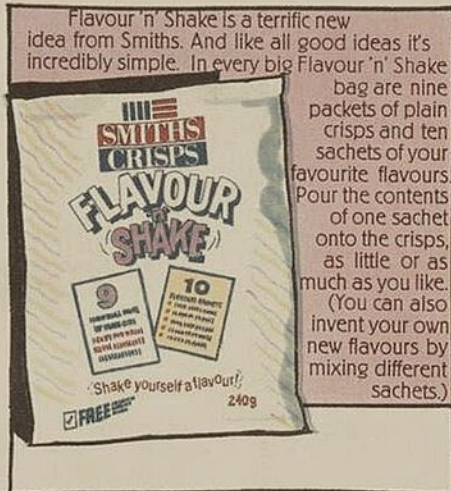 Flavour 'n' Shake is a terrific new
idea from Smiths. And like all good ideas it's
incredibly simple. In every big Flavour 'n' Shake
bag are nine
packets of plain
crisps and ten
sachets of your
favourite flavours.
Pour the contents
of one sachet
onto the crisps,
as little or as
much as you like.
(You can also
invent your own
new flavours by
mixing different
sachets.)
SMITHS
CRISPS
FLAVOUR
'n'
SHAKE
9
10
Shake yourself a flavour!
240g
FREE